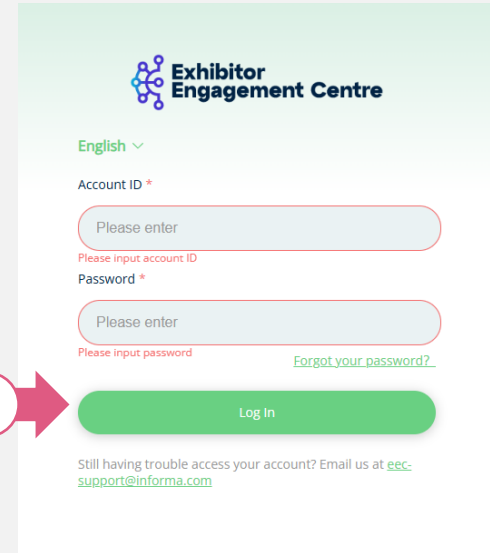 Exhibitor
Engagement Centre
English
Account ID *
Please enter
Please input account ID
Password *
Please enter
Please input password
Forgot your password?
Log In
Still having trouble access your account? Email us at eec-
support@informa.com